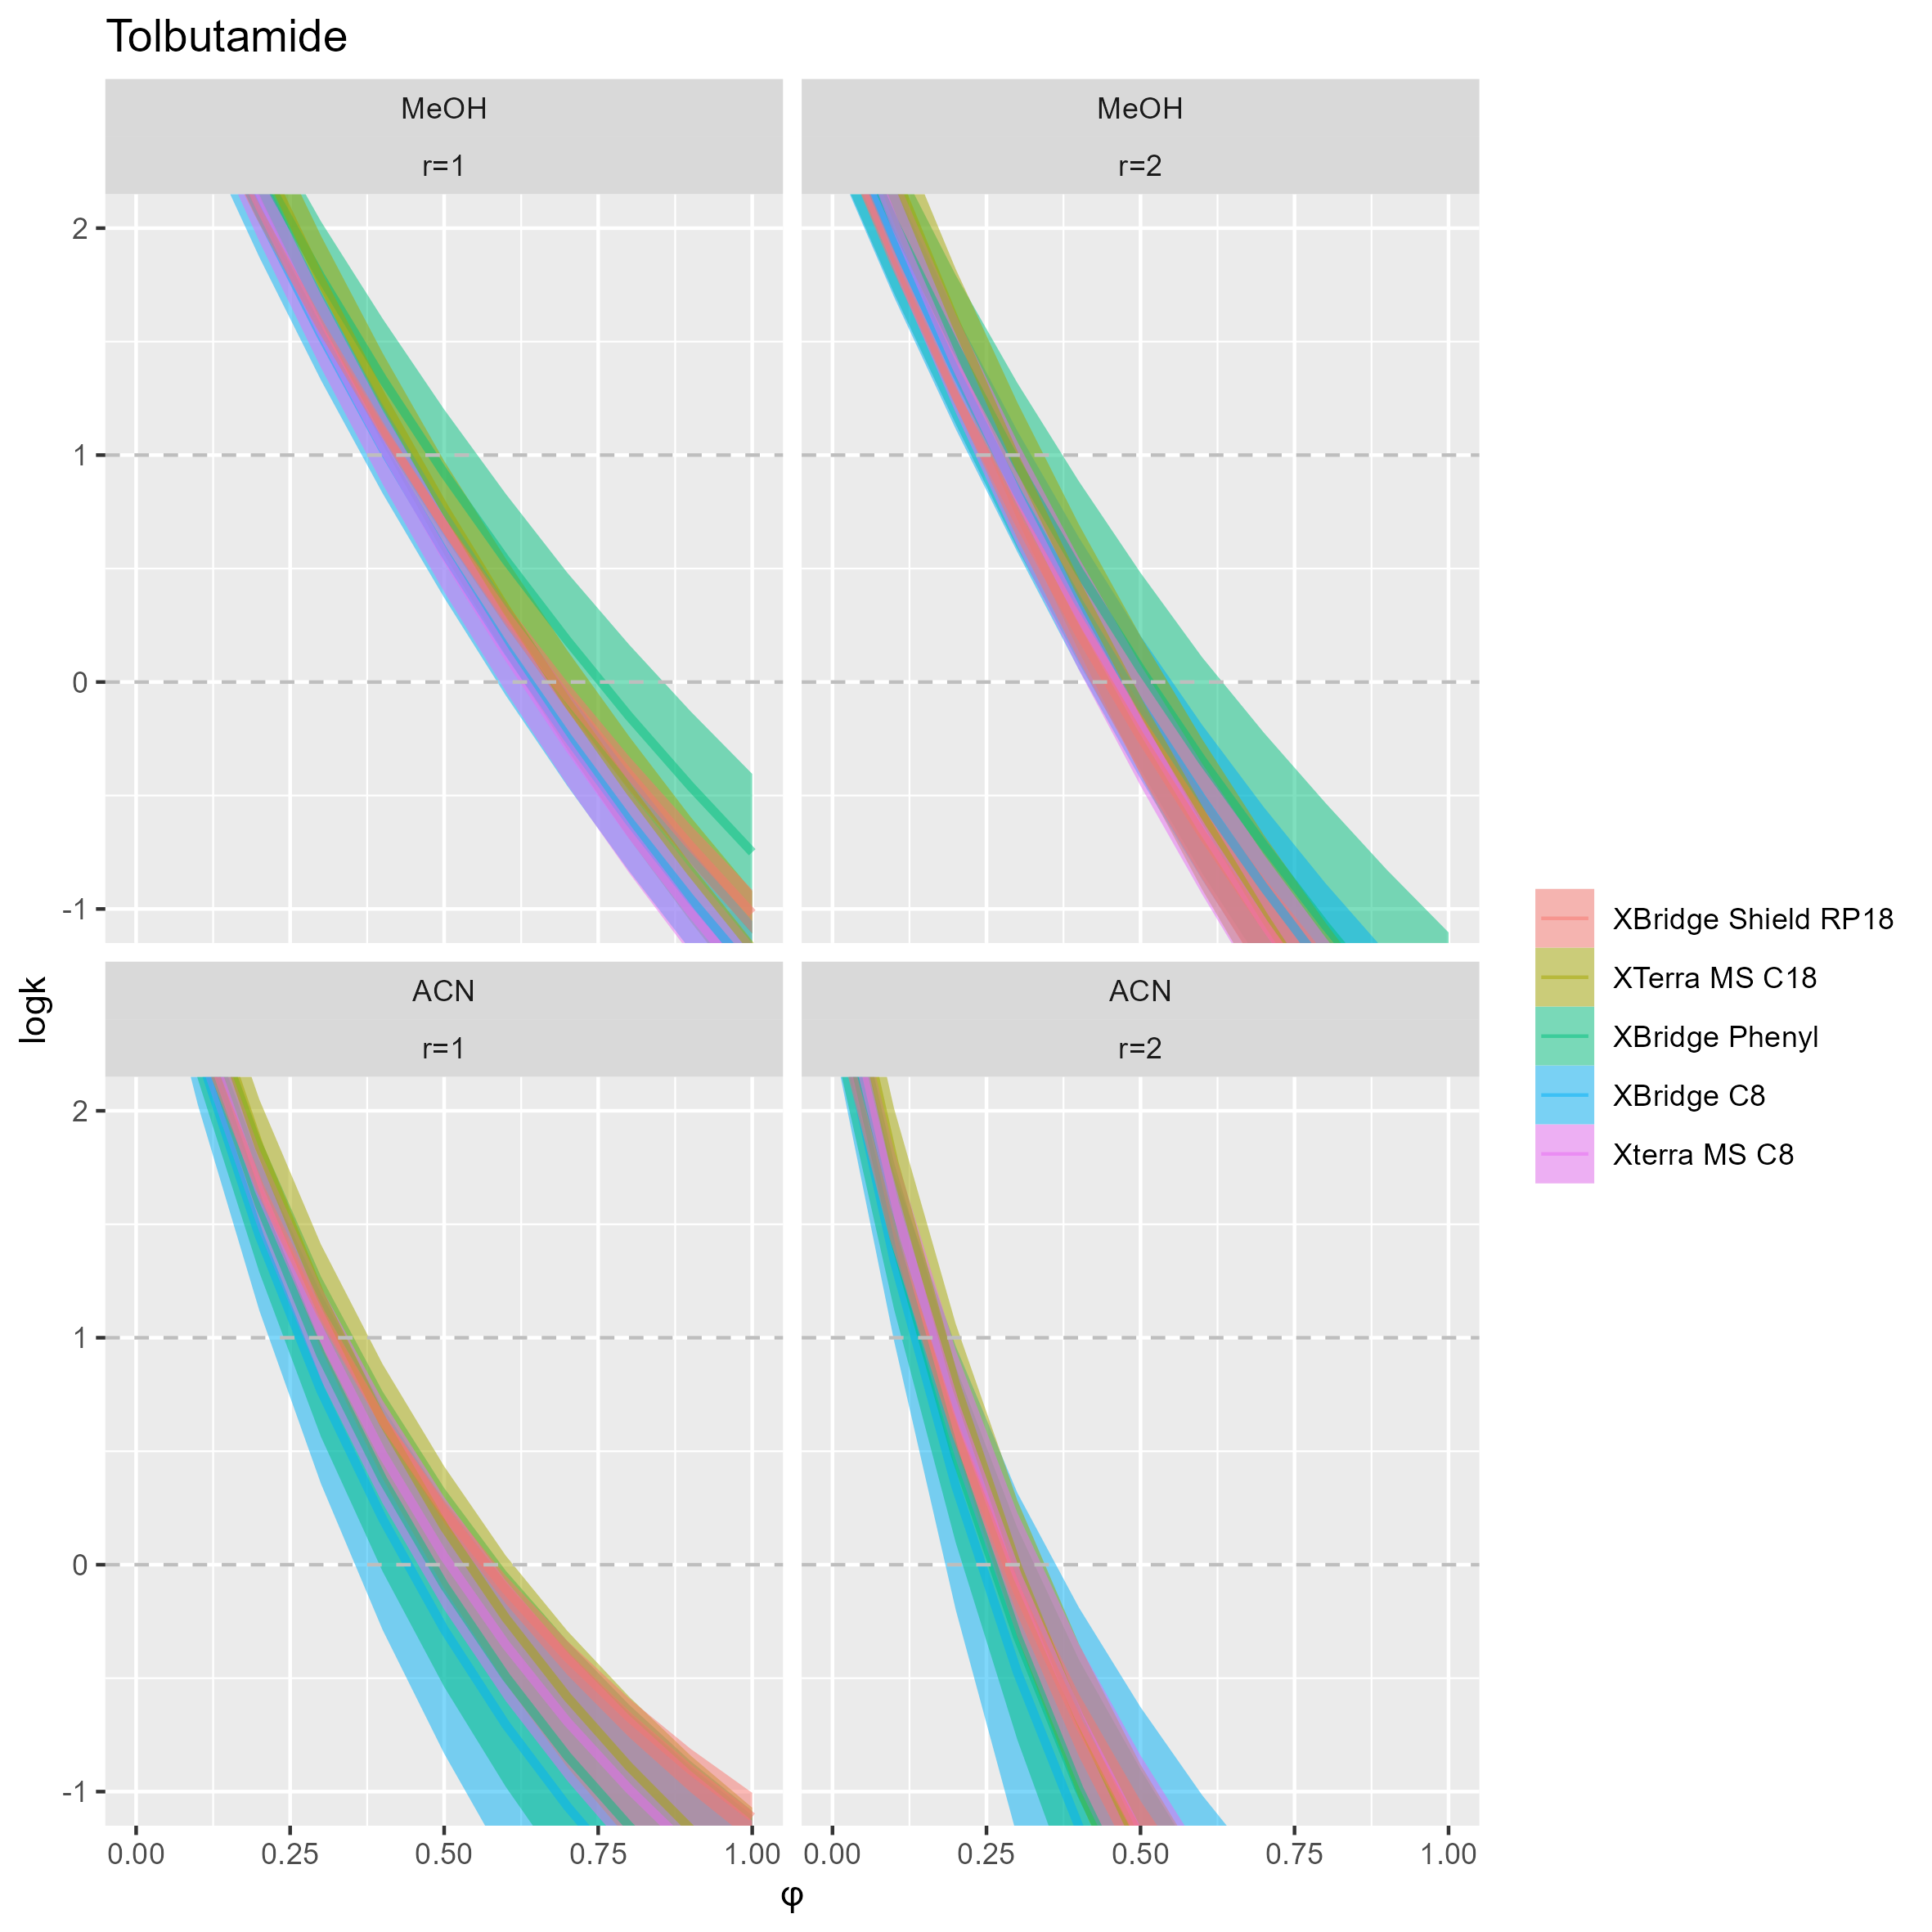 Tolbutamide
MeOH
r=1
MeOH
r=2
2
1
0
-1
ACN
r=1
ACN
r=2
2
1
0
-1
logk
0.00 0.25 0.50 0.75 1.00
0.00 0.25 0.50 0.75 1.00
φ
XBridge Shield RP18
XTerra MS C18
XBridge Phenyl
XBridge C8
Xterra MS C8